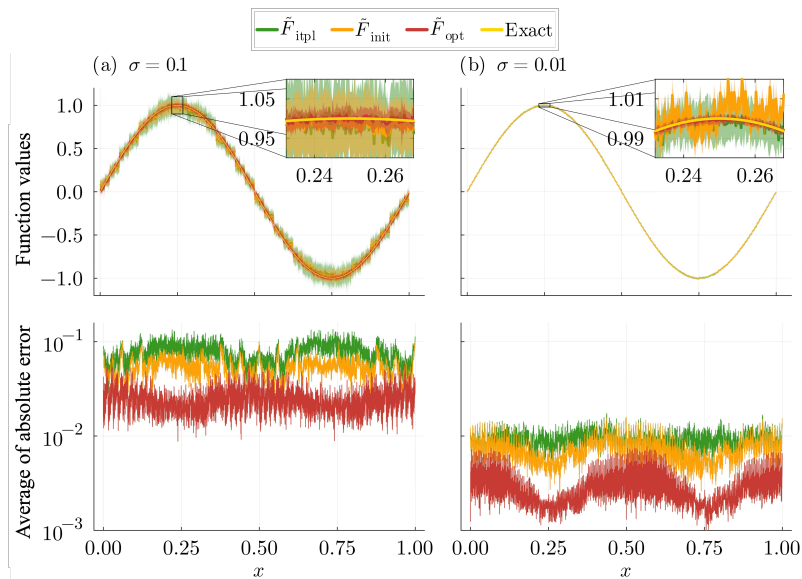 F̃itpl F̃init F̃opt Exact
(a) σ = 0.1
(b) σ = 0.01
Function values
1.0
0.5
0.0
−0.5
−1.0
1.05
0.95
0.24 0.26
1.01
0.99
0.24 0.26
Average of absolute error
10−1
10−2
10−3
0.00 0.25 0.50 0.75 1.00
x
0.00 0.25 0.50 0.75 1.00
x